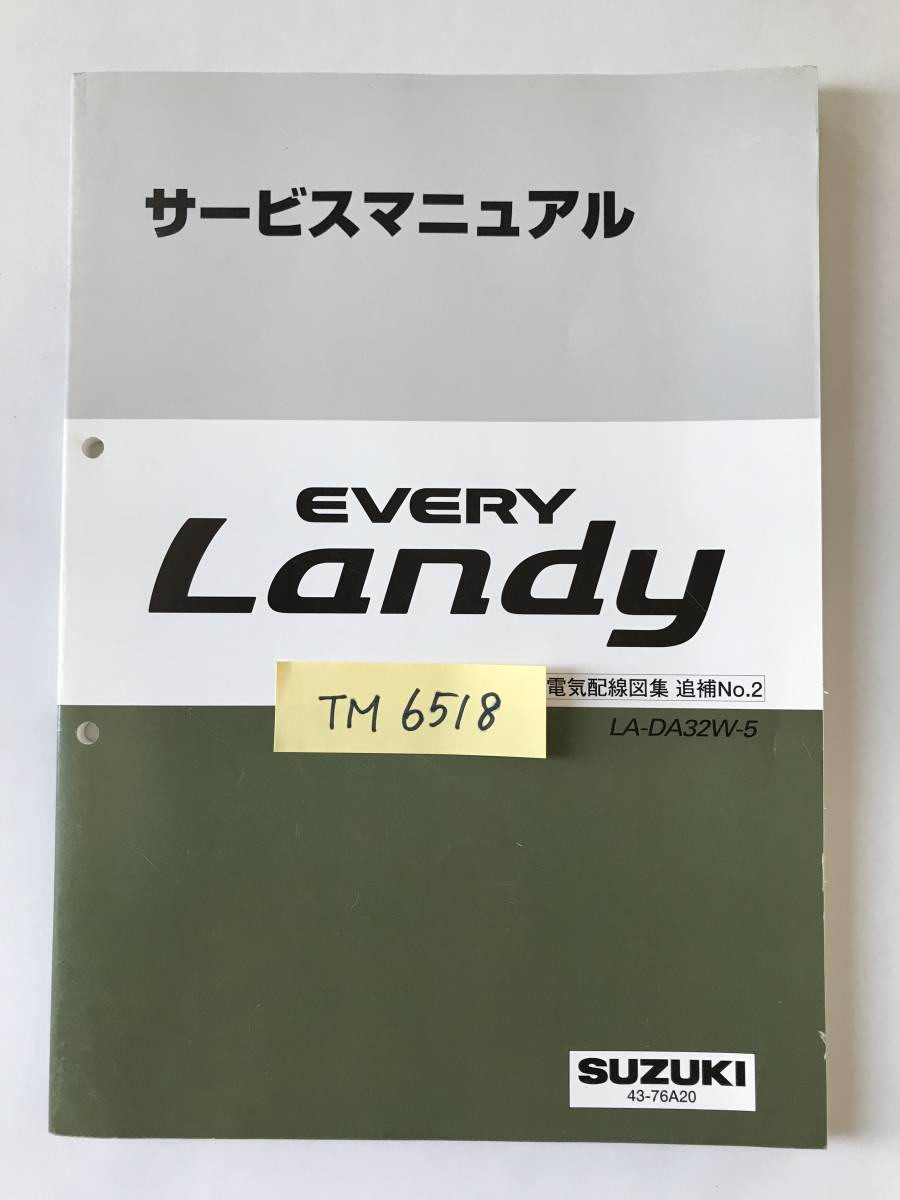 サービスマニュアル
EVERY
Landy
電気配線図集 追補No.2
TM 6518
LA-DA32W-5
SUZUKI
43-76A20